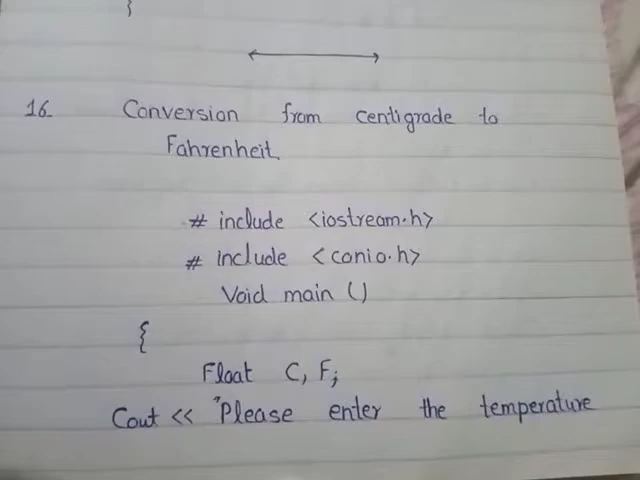 }
16. Conversion from centigrade to
Fahrenheit.
# include <iostream.h>
# include <conio.h>
Void main ()
{
Float C, F;
Cout << "Please enter the temperature